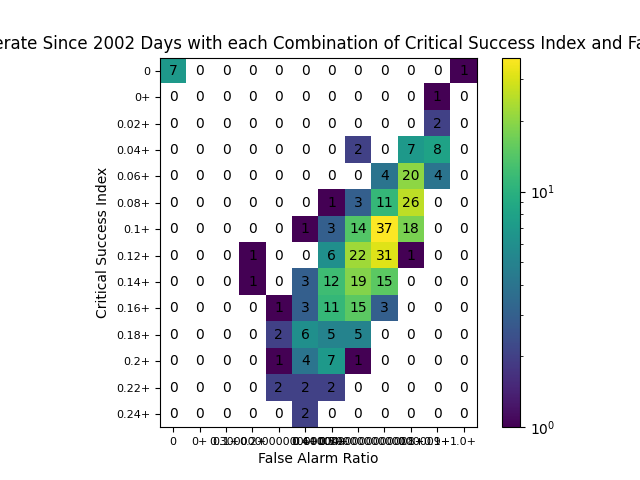 erate Since 2002 Days with each Combination of Critical Success Index and Fa
0 7 0 0 0 0 0 0 0 0 0 0 1
0+ 0 0 0 0 0 0 0 0 0 0 1 0
0.02+ 0 0 0 0 0 0 0 0 0 0 2 0
0.04+ 0 0 0 0 0 0 0 2 0 7 8 0
0.06+ 0 0 0 0 0 0 0 0 4 20 4 0
0.08+ 0 0 0 0 0 0 1 3 11 26 0 0
0.1+ 0 0 0 0 0 1 3 14 37 18 0 0
0.12+ 0 0 0 1 0 0 6 22 31 1 0 0
0.14+ 0 0 0 1 0 3 12 19 15 0 0 0
0.16+ 0 0 0 0 1 3 11 15 3 0 0 0
0.18+ 0 0 0 0 2 6 5 5 0 0 0 0
0.2+ 0 0 0 0 1 4 7 1 0 0 0 0
0.22+ 0 0 0 0 2 2 2 0 0 0 0 0
0.24+ 0 0 0 0 0 2 0 0 0 0 0 0
0 0+ 1.0+
False Alarm Ratio
Critical Success Index
10¹
10⁰